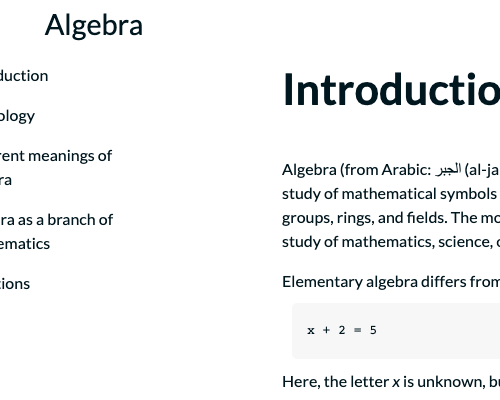 Algebra
duction
ology
rent meanings of
ra
ra as a branch of
ematics
ions
Introductio
Algebra (from Arabic: الجبر (al-ja
study of mathematical symbols
groups, rings, and fields. The mo
study of mathematics, science,
Elementary algebra differs from
x + 2 = 5
Here, the letter x is unknown, bu